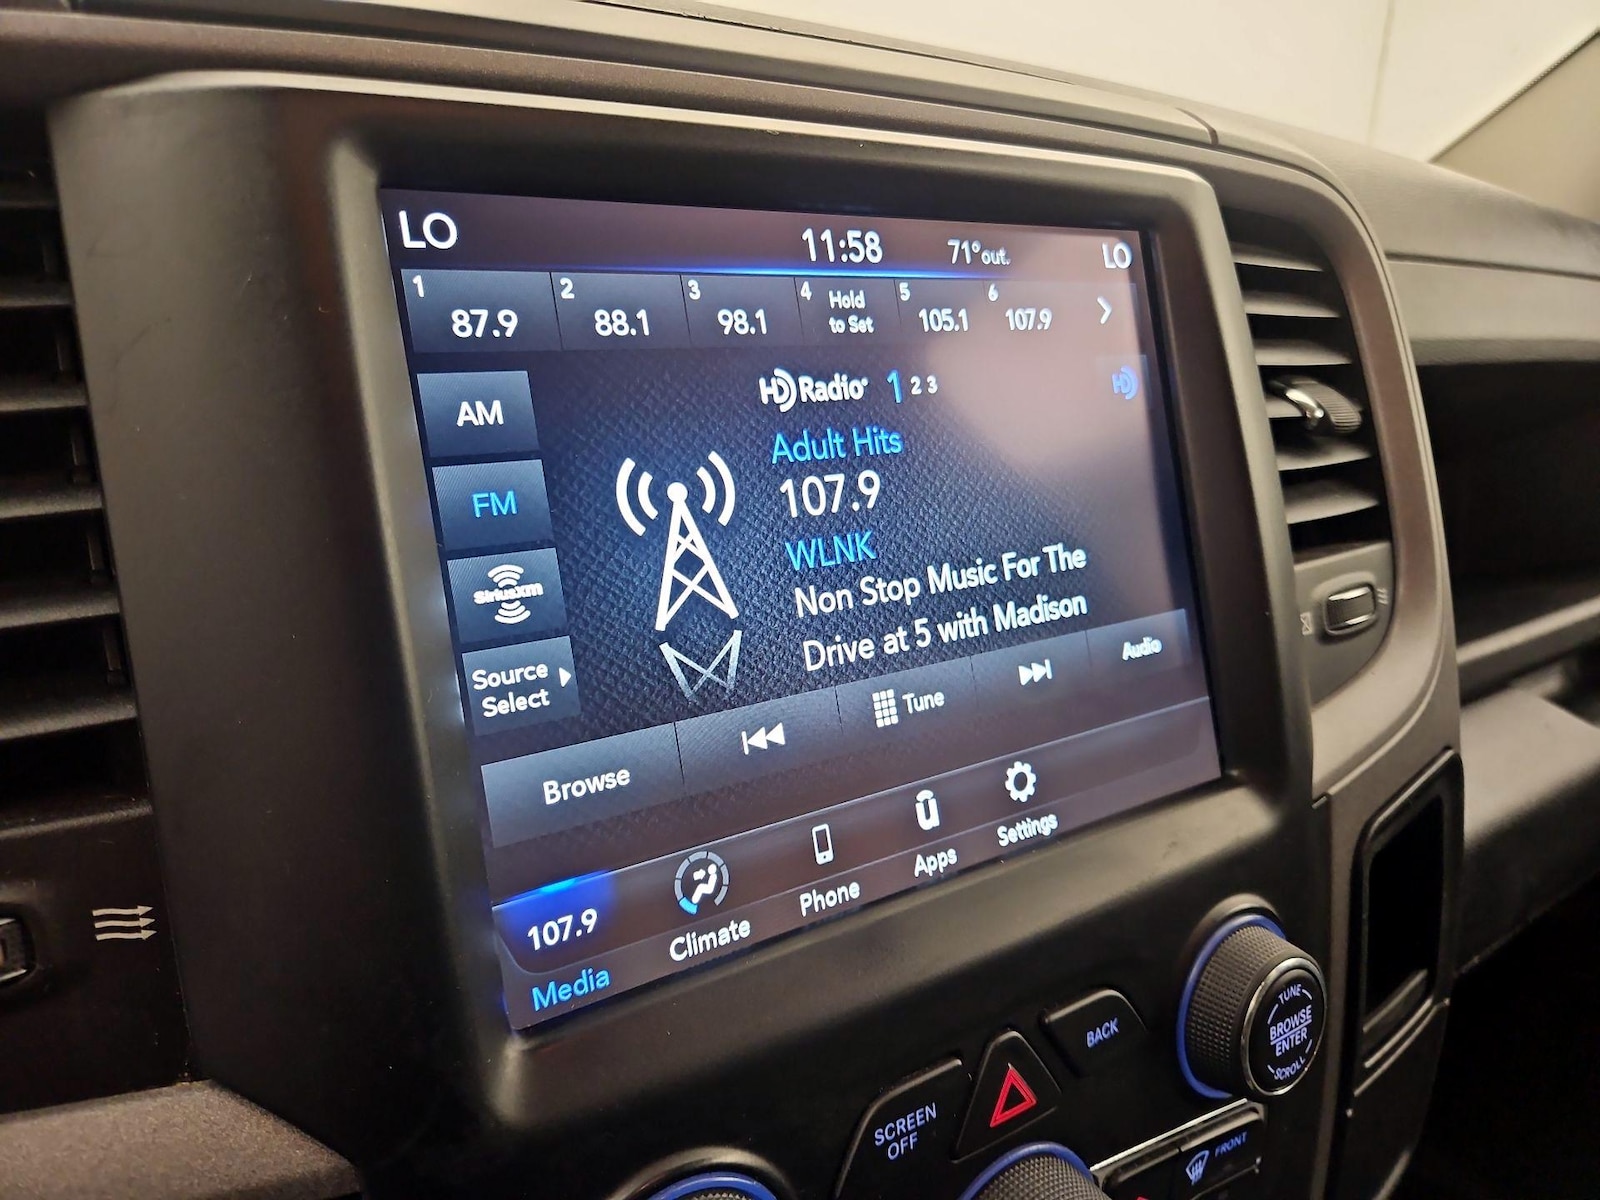 LO 11:58 71° out. LO
1 2 3 4 Hold 5 6
87.9 88.1 98.1 to Set 105.1 107.9
AM
HD Radio 1 2 3
HD
Adult Hits
107.9
FM
WLNK
Non Stop Music For The
Drive at 5 with Madison
SiriusXM
Source
Select
Browse Tune Audio
107.9
Media Climate Phone Apps Settings
SCREEN
OFF
BACK
TUNE
BROWSE
ENTER
SCROLL
FRONT